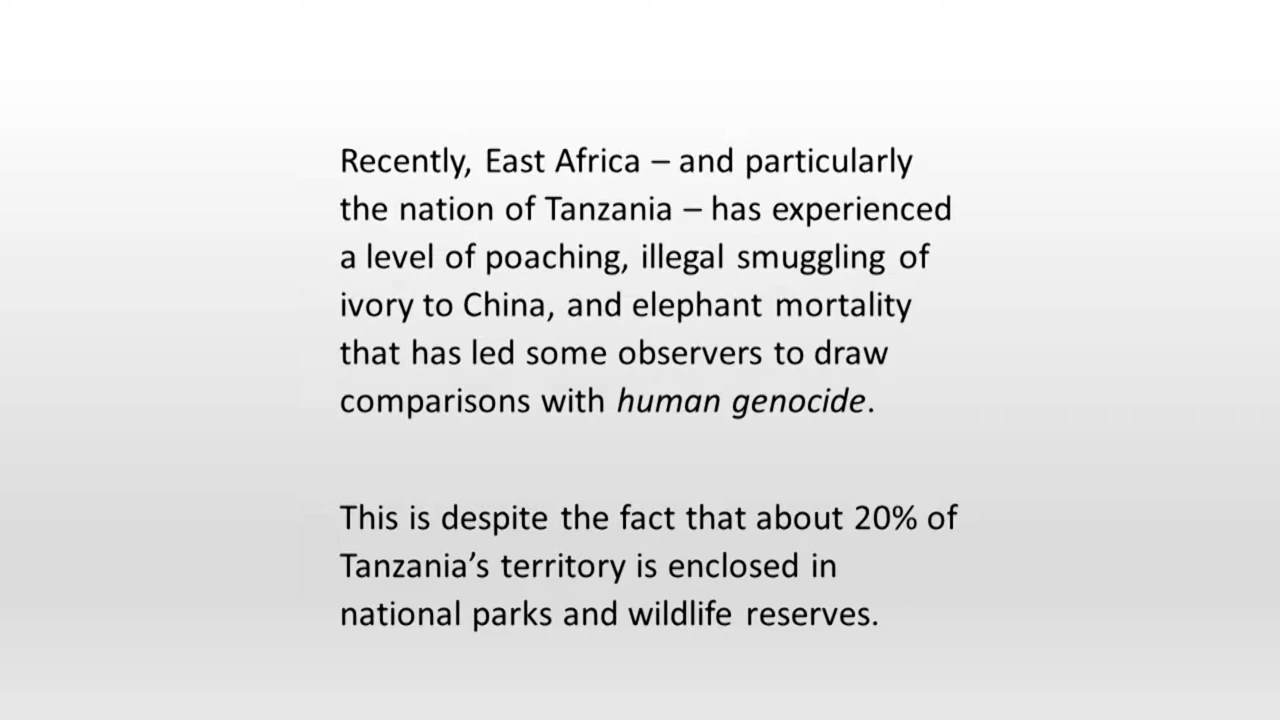 Recently, East Africa – and particularly
the nation of Tanzania – has experienced
a level of poaching, illegal smuggling of
ivory to China, and elephant mortality
that has led some observers to draw
comparisons with human genocide.
This is despite the fact that about 20% of
Tanzania’s territory is enclosed in
national parks and wildlife reserves.